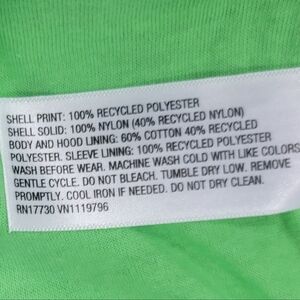 SHELL PRINT: 100% RECYCLED POLYESTER
SHELL SOLID: 100% NYLON (40% RECYCLED NYLON)
BODY AND HOOD LINING: 60% COTTON 40% RECYCLED
POLYESTER. SLEEVE LINING: 100% RECYCLED POLYESTER
WASH BEFORE WEAR. MACHINE WASH COLD WITH LIKE COLORS
GENTLE CYCLE. DO NOT BLEACH. TUMBLE DRY LOW. REMOVE
PROMPTLY. COOL IRON IF NEEDED. DO NOT DRY CLEAN.
RN17730 VN1119796